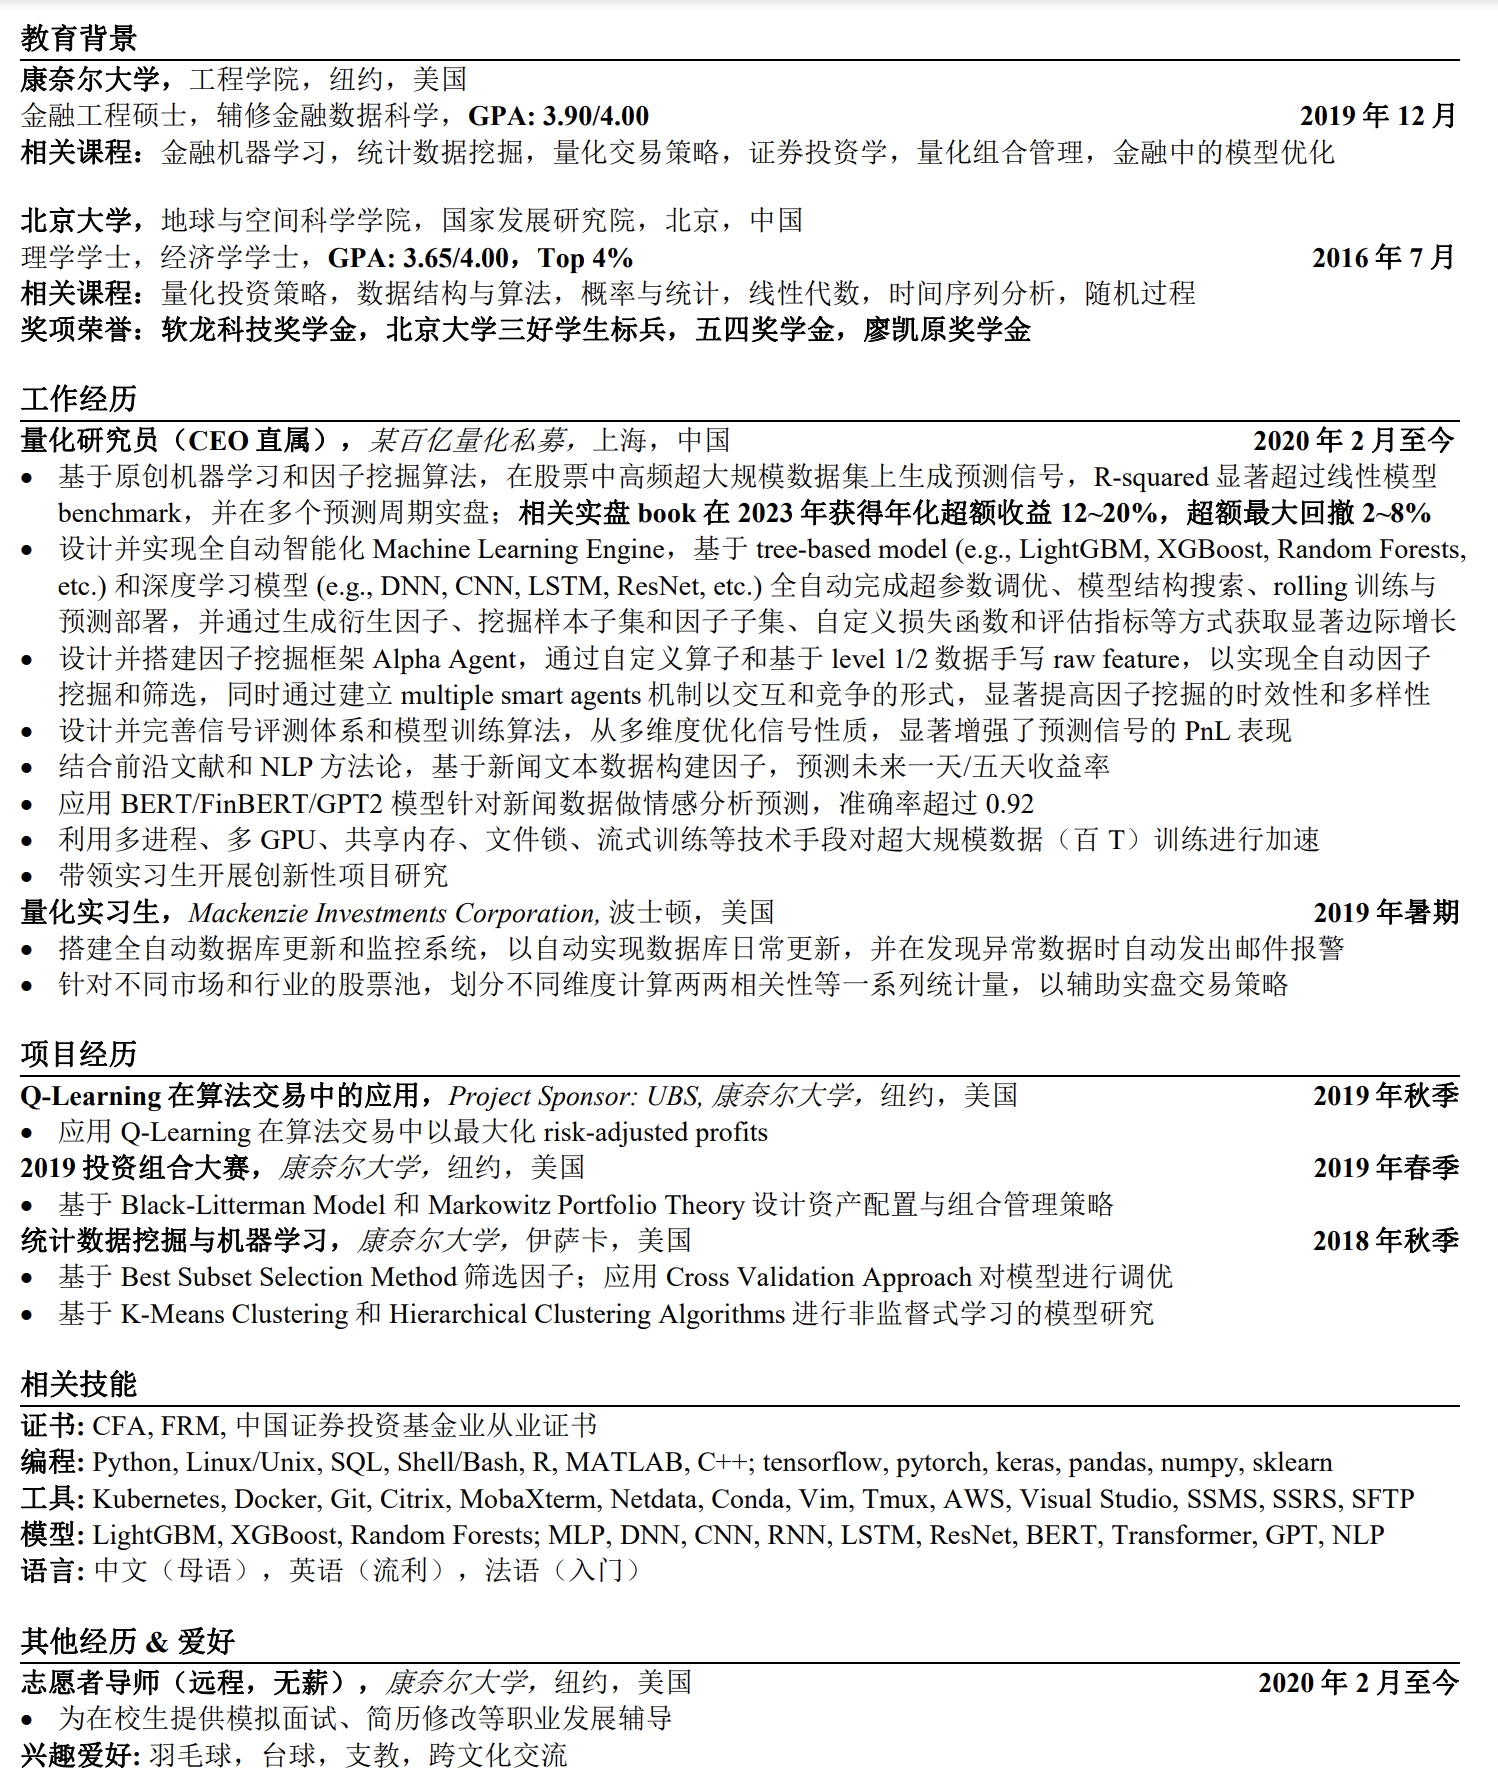 教育背景
康奈尔大学，工程学院，纽约，美国
金融工程硕士，辅修金融数据科学，GPA: 3.90/4.00 2019 年 12 月
相关课程：金融机器学习，统计数据挖掘，量化交易策略，证券投资学，量化组合管理，金融中的模型优化
北京大学，地球与空间科学学院，国家发展研究院，北京，中国
理学学士，经济学学士，GPA: 3.65/4.00，Top 4% 2016 年 7 月
相关课程：量化投资策略，数据结构与算法，概率与统计，线性代数，时间序列分析，随机过程
奖项荣誉：软龙科技奖学金，北京大学三好学生标兵，五四奖学金，廖凯原奖学金
工作经历
量化研究员（CEO 直属），某百亿量化私募，上海，中国 2020 年 2 月至今
• 基于原创机器学习和因子挖掘算法，在股票中高频超大规模数据集上生成预测信号，R-squared 显著超过线性模型
benchmark，并在多个预测周期实盘；相关实盘 book 在 2023 年获得年化超额收益 12~20%，超额最大回撤 2~8%
• 设计并实现全自动智能化 Machine Learning Engine，基于 tree-based model (e.g., LightGBM, XGBoost, Random Forests,
etc.) 和深度学习模型 (e.g., DNN, CNN, LSTM, ResNet, etc.) 全自动完成超参数调优、模型结构搜索、rolling 训练与
预测部署，并通过生成衍生因子、挖掘样本子集和因子子集、自定义损失函数和评估指标等方式获取显著边际增长
• 设计并搭建因子挖掘框架 Alpha Agent，通过自定义算子和基于 level 1/2 数据手写 raw feature，以实现全自动因子
挖掘和筛选，同时通过建立 multiple smart agents 机制以交互和竞争的形式，显著提高因子挖掘的时效性和多样性
• 设计并完善信号评测体系和模型训练算法，从多维度优化信号性质，显著增强了预测信号的 PnL 表现
• 结合前沿文献和 NLP 方法论，基于新闻文本数据构建因子，预测未来一天/五天收益率
• 应用 BERT/FinBERT/GPT2 模型针对新闻数据做情感分析预测，准确率超过 0.92
• 利用多进程、多 GPU、共享内存、文件锁、流式训练等技术手段对超大规模数据（百 T）训练进行加速
• 带领实习生开展创新性项目研究
量化实习生，Mackenzie Investments Corporation, 波士顿，美国 2019 年暑期
• 搭建全自动数据库更新和监控系统，以自动实现数据库日常更新，并在发现异常数据时自动发出邮件报警
• 针对不同市场和行业的股票池，划分不同维度计算两两相关性等一系列统计量，以辅助实盘交易策略
项目经历
Q-Learning 在算法交易中的应用，Project Sponsor: UBS, 康奈尔大学，纽约，美国 2019 年秋季
• 应用 Q-Learning 在算法交易中以最大化 risk-adjusted profits
2019 投资组合大赛，康奈尔大学，纽约，美国 2019 年春季
• 基于 Black-Litterman Model 和 Markowitz Portfolio Theory 设计资产配置与组合管理策略
统计数据挖掘与机器学习，康奈尔大学，伊萨卡，美国 2018 年秋季
• 基于 Best Subset Selection Method 筛选因子；应用 Cross Validation Approach 对模型进行调优
• 基于 K-Means Clustering 和 Hierarchical Clustering Algorithms 进行非监督式学习的模型研究
相关技能
证书: CFA, FRM, 中国证券投资基金业从业证书
编程: Python, Linux/Unix, SQL, Shell/Bash, R, MATLAB, C++; tensorflow, pytorch, keras, pandas, numpy, sklearn
工具: Kubernetes, Docker, Git, Citrix, MobaXterm, Netdata, Conda, Vim, Tmux, AWS, Visual Studio, SSMS, SSRS, SFTP
模型: LightGBM, XGBoost, Random Forests; MLP, DNN, CNN, RNN, LSTM, ResNet, BERT, Transformer, GPT, NLP
语言: 中文（母语），英语（流利），法语（入门）
其他经历 & 爱好
志愿者导师（远程，无薪），康奈尔大学，纽约，美国 2020 年 2 月至今
• 为在校生提供模拟面试、简历修改等职业发展辅导
兴趣爱好: 羽毛球，台球，支教，跨文化交流